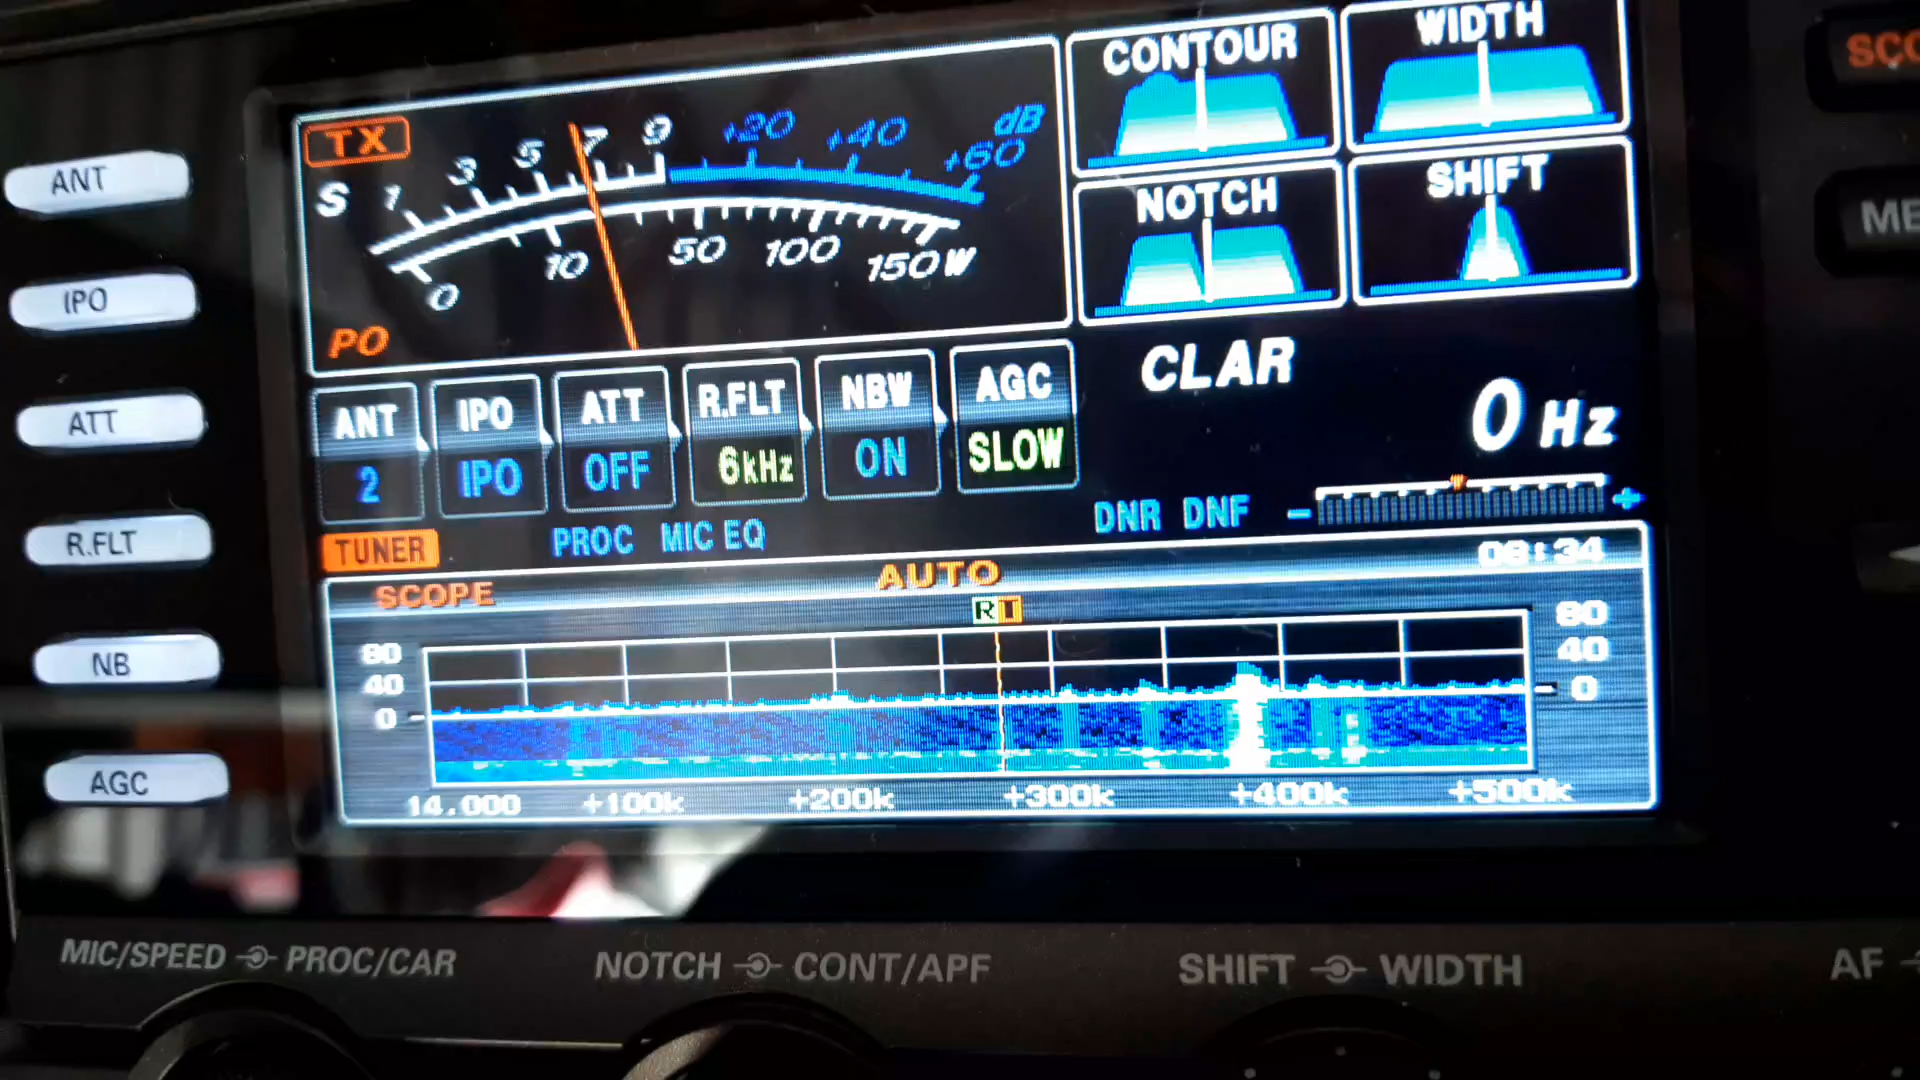 CONTOUR WIDTH
TX
S 1 3 5 7 9 +20 +40 +60 dB
0 10 50 100 150W
PO
NOTCH SHIFT
ANT
IPO
ATT
R.FLT
NB
AGC
ANT IPO ATT R.FLT NBW AGC
2 IPO OFF 6kHz ON SLOW
CLAR
0 Hz
TUNER PROC MIC EQ DNR DNF - +
SCOPE AUTO 08:34
R T
80 80
40 40
0 0
14.000 +100k +200k +300k +400k +500k
MIC/SPEED PROC/CAR NOTCH CONT/APF SHIFT WIDTH AF